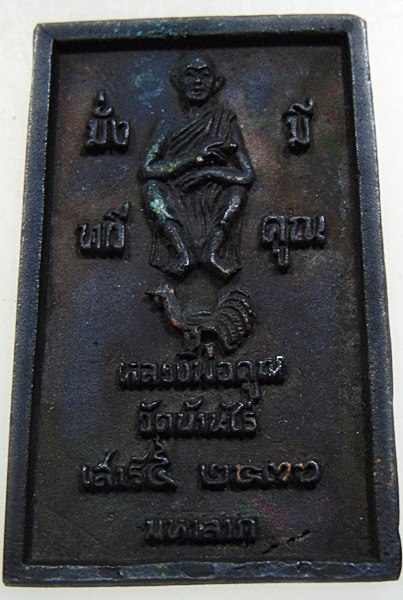 มั่ง มี
ทวี คูณ
หลวงพ่อคูณ
วัดบ้านไร่
เสาร์๕ ๒๕๓๖
มหาลาภ